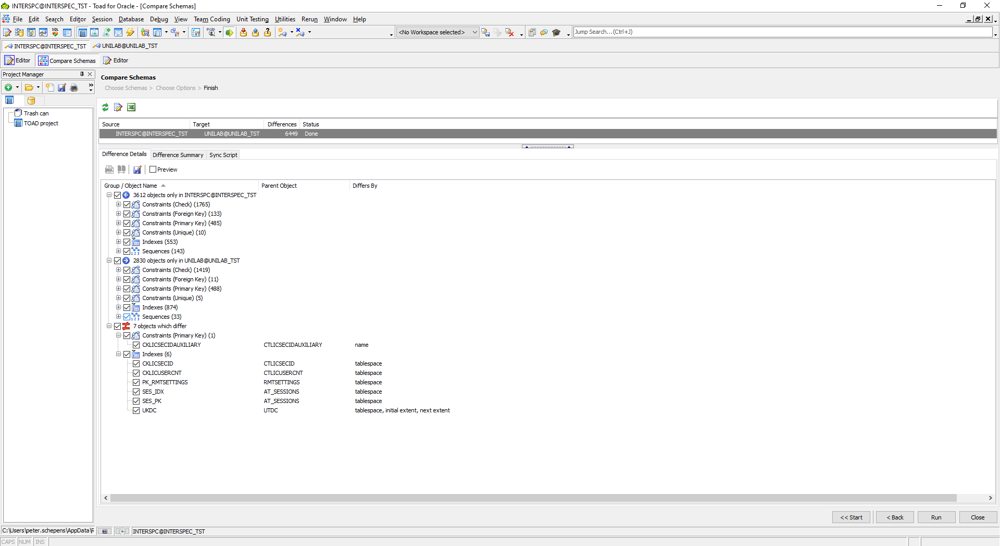 INTERSPC@INTERSPEC_TST - Toad for Oracle - [Compare Schemas]
File Edit Search Editor Session Database Debug View Team Coding Unit Testing Utilities Rerun Window Help
<No Workspace selected>
Jump Search...(Ctrl+J)
INTERSPC@INTERSPEC_TST UNILAB@UNILAB_TST
Editor Compare Schemas Editor
Project Manager
Trash can
TOAD project
Compare Schemas
Choose Schemas > Choose Options > Finish
Source Target Differences Status
INTERSPC@INTERSPEC_TST UNILAB@UNILAB_TST 6449 Done
Difference Details Difference Summary Sync Script
Preview
Group / Object Name Parent Object Differs By
3612 objects only in INTERSPC@INTERSPEC_TST
Constraints (Check) (1765)
Constraints (Foreign Key) (133)
Constraints (Primary Key) (485)
Constraints (Unique) (10)
Indexes (553)
Sequences (143)
2830 objects only in UNILAB@UNILAB_TST
Constraints (Check) (1419)
Constraints (Foreign Key) (11)
Constraints (Primary Key) (488)
Constraints (Unique) (5)
Indexes (874)
Sequences (33)
7 objects which differ
Constraints (Primary Key) (1)
CKLICSECIDAUXILIARY CTLICSECIDAUXILIARY name
Indexes (6)
CKLICSECID CTLICSECID tablespace
CKLICUSERCNT CTLICUSERCNT tablespace
PK_RMTSETTINGS RMTSETTINGS tablespace
SES_IDX AT_SESSIONS tablespace
SES_PK AT_SESSIONS tablespace
UKDC UTDC tablespace, initial extent, next extent
<< Start < Back Run Close
C:\Users\peter.schepens\AppData\R
INTERSPC@INTERSPEC_TST
CAPS NUM INS